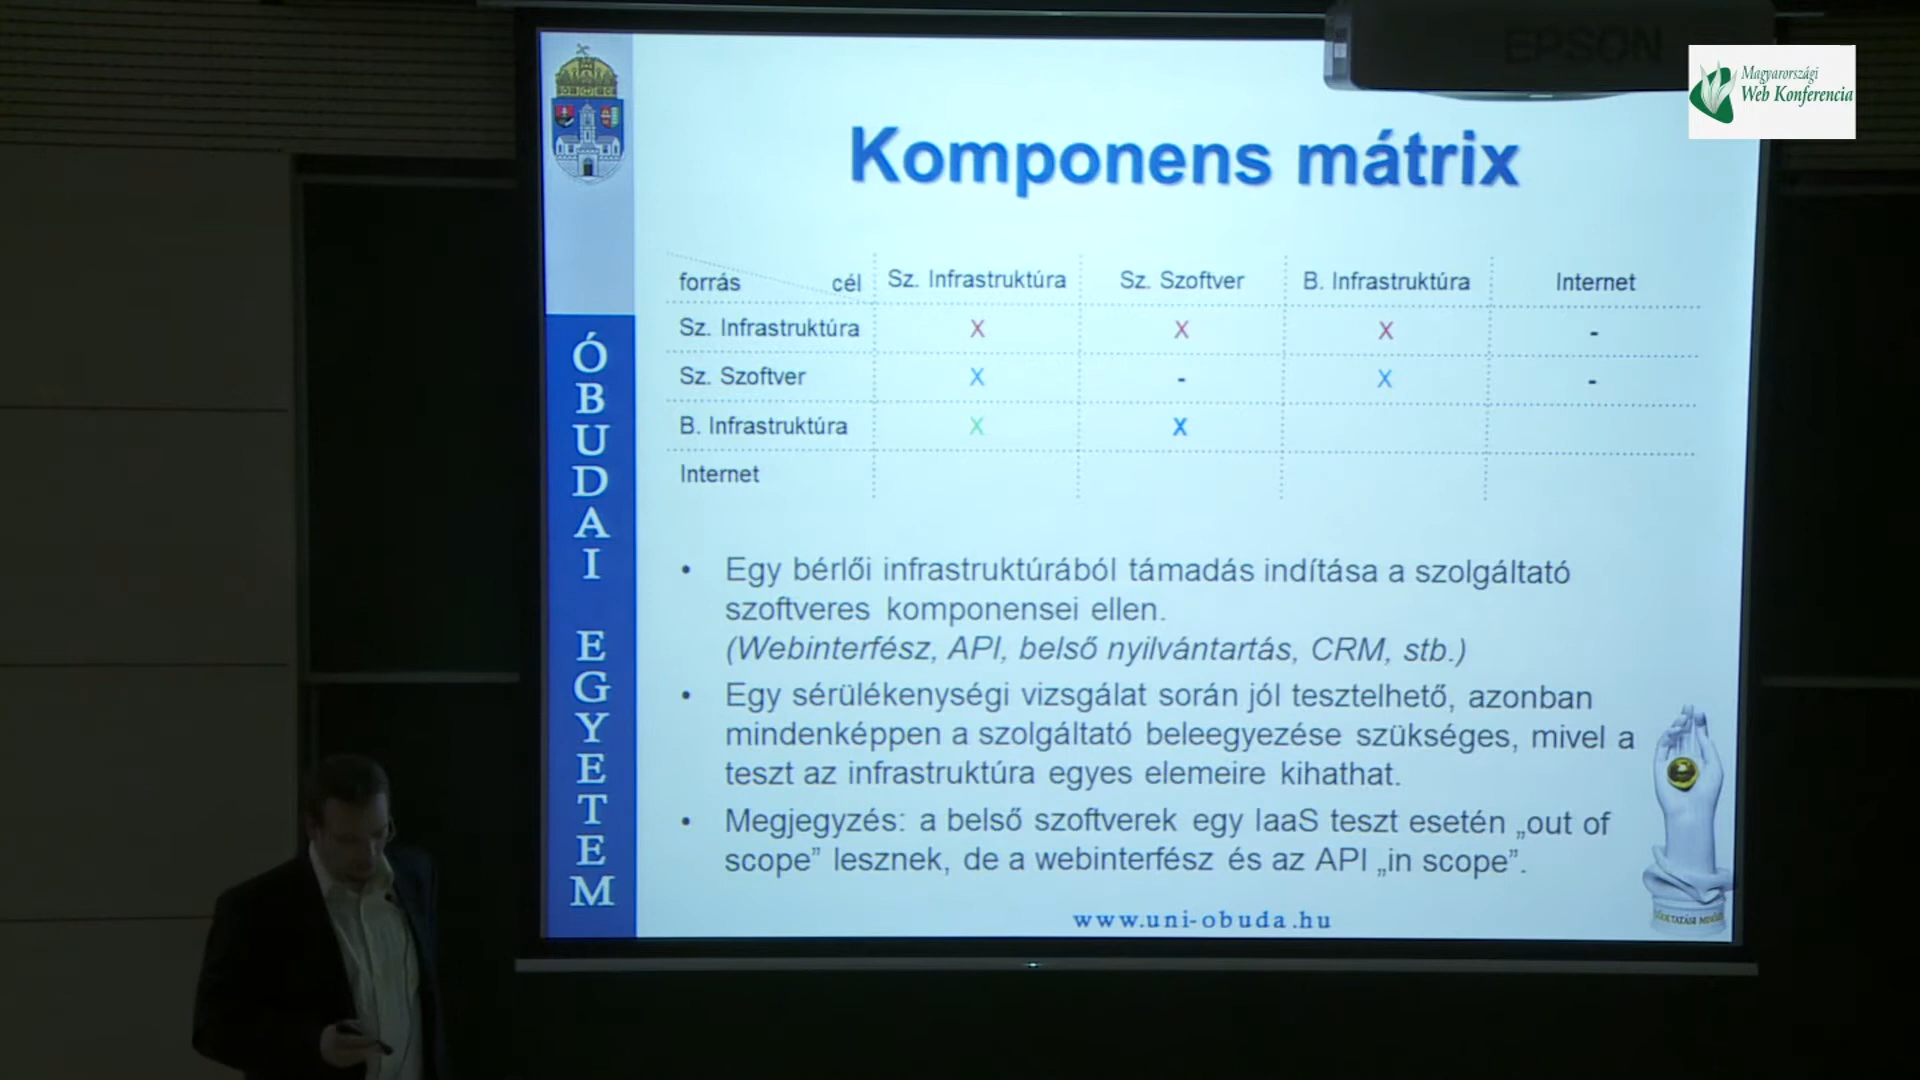 EPSON
Magyarországi
Web Konferencia
Komponens mátrix
forrás cél Sz. Infrastruktúra Sz. Szoftver B. Infrastruktúra Internet
Sz. Infrastruktúra X X X -
Sz. Szoftver X - X -
B. Infrastruktúra X X
Internet
• Egy bérlői infrastruktúrából támadás indítása a szolgáltató
szoftveres komponensei ellen.
(Webinterfész, API, belső nyilvántartás, CRM, stb.)
• Egy sérülékenységi vizsgálat során jól tesztelhető, azonban
mindenképpen a szolgáltató beleegyezése szükséges, mivel a
teszt az infrastruktúra egyes elemeire kihathat.
• Megjegyzés: a belső szoftverek egy IaaS teszt esetén „out of
scope” lesznek, de a webinterfész és az API „in scope”.
www.uni-obuda.hu
ÓBUDAI EGYETEM